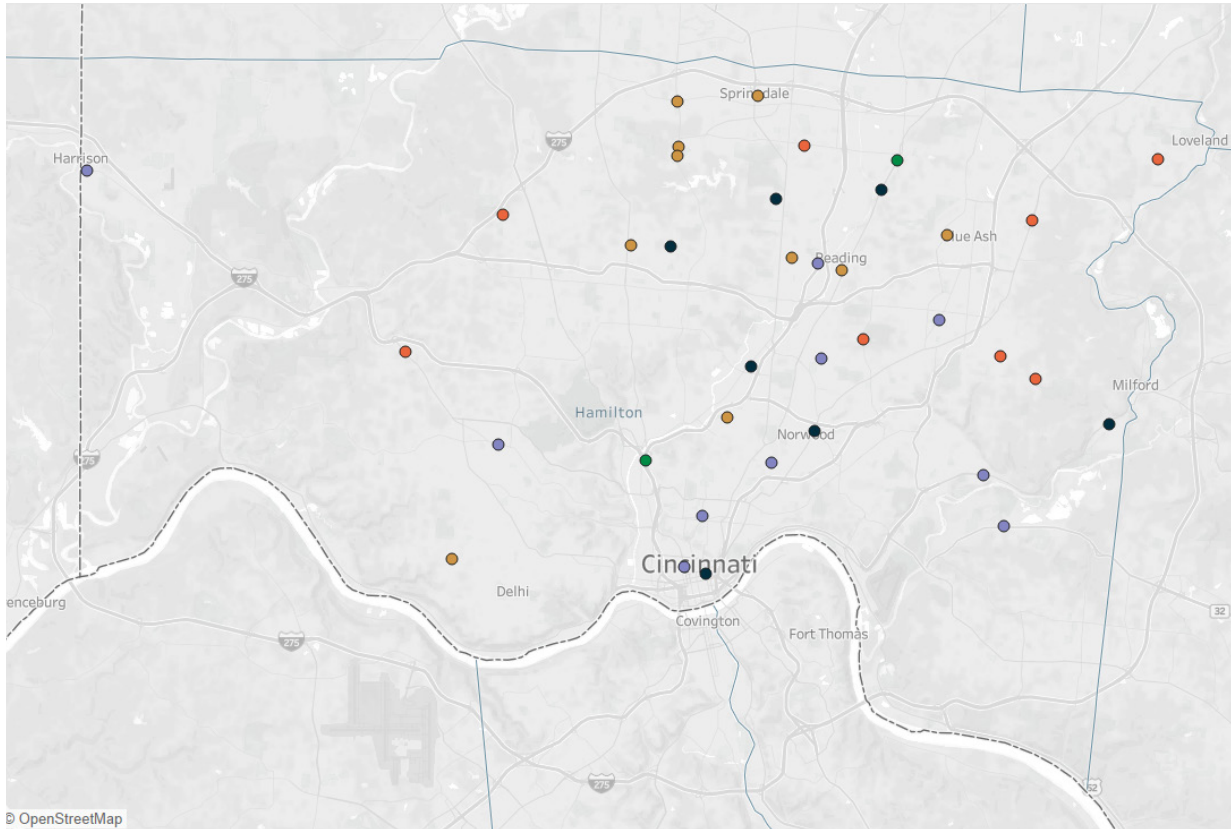 Springdale
275
Loveland
Harrison
Blue Ash
Reading
275
Milford
Hamilton
Norwood
275
Cincinnati
Delhi
enceburg
32
Covington
Fort Thomas
275
275
52
© OpenStreetMap